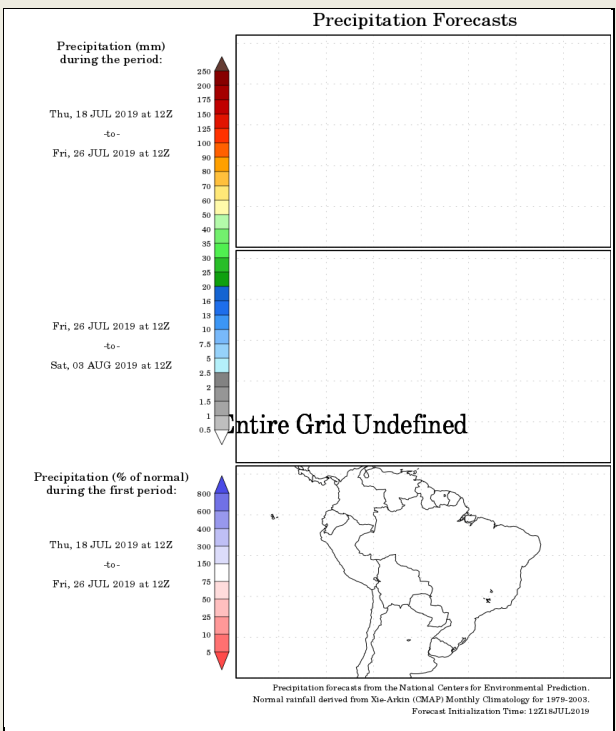 Precipitation Forecasts
Precipitation (mm)
during the period:
Thu, 18 JUL 2019 at 12Z
-to-
Fri, 26 JUL 2019 at 12Z
250
200
175
150
125
100
90
80
70
60
50
40
35
30
25
20
16
13
10
7.5
5
2.5
2
1.5
1
0.5
Fri, 26 JUL 2019 at 12Z
-to-
Sat, 03 AUG 2019 at 12Z
Entire Grid Undefined
Precipitation (% of normal)
during the first period:
Thu, 18 JUL 2019 at 12Z
-to-
Fri, 26 JUL 2019 at 12Z
800
600
400
300
150
75
50
25
10
5
Precipitation forecasts from the National Centers for Environmental Prediction.
Normal rainfall derived from Xie-Arkin (CMAP) Monthly Climatology for 1979-2003.
Forecast Initialization Time: 12Z18JUL2019